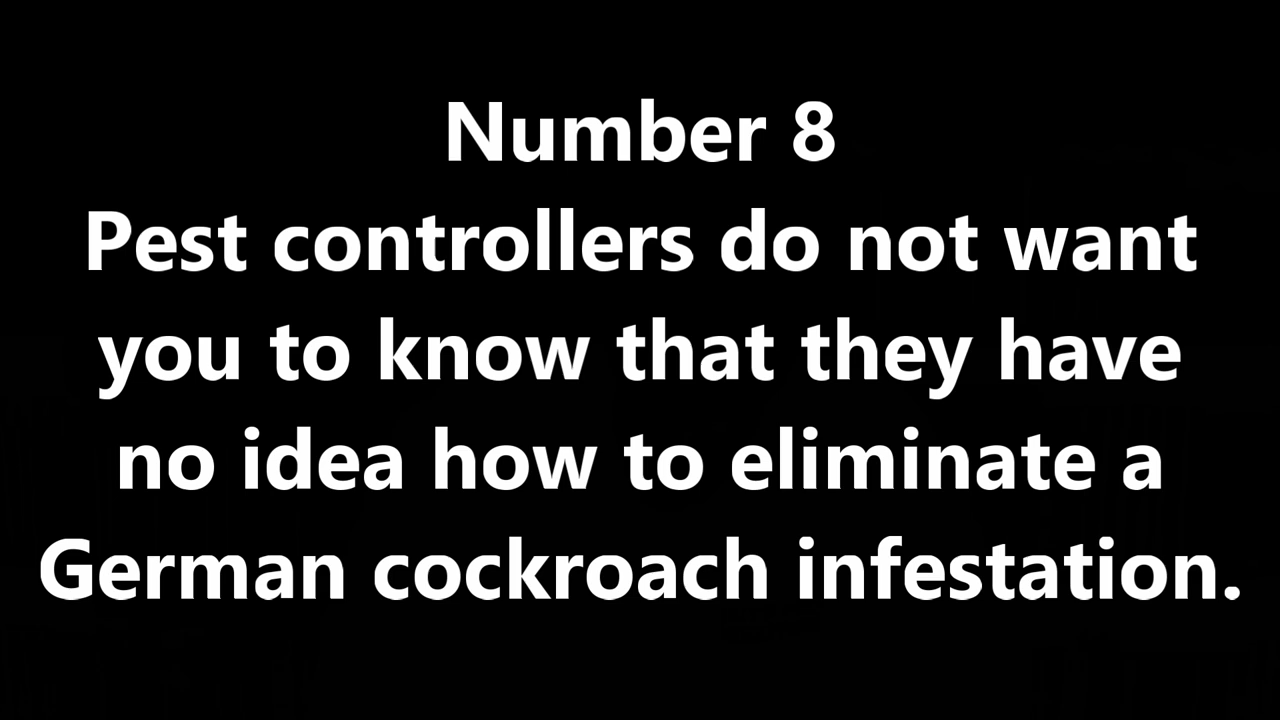 Number 8
Pest controllers do not want
you to know that they have
no idea how to eliminate a
German cockroach infestation.